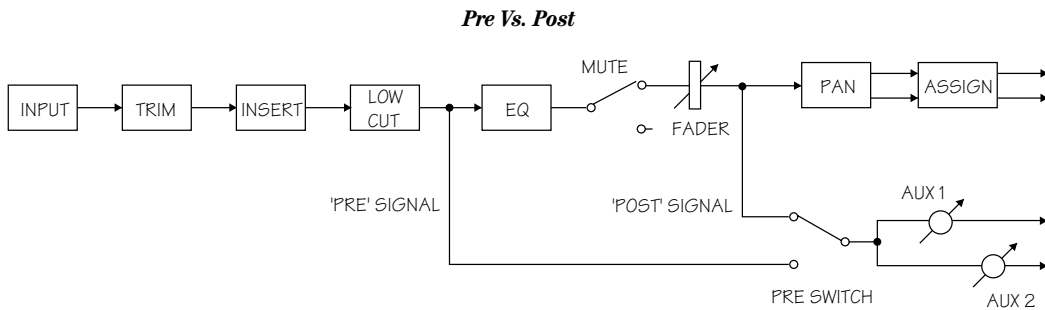 Pre Vs. Post
INPUT
TRIM
INSERT
LOW
CUT
EQ
MUTE
FADER
PAN
ASSIGN
'PRE' SIGNAL
'POST' SIGNAL
AUX 1
PRE SWITCH
AUX 2